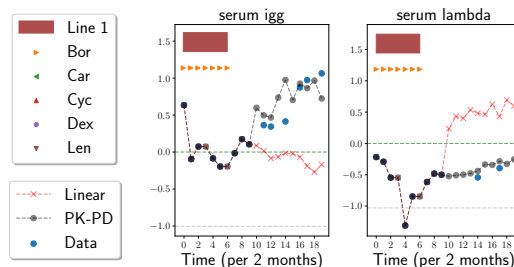 Line 1
Bor
Car
Cyc
Dex
Len
Linear
PK-PD
Data
serum igg
1.5
1.0
0.5
0.0
−0.5
−1.0
0 2 4 6 8 10 12 14 16 18
Time (per 2 months)
serum lambda
1.5
1.0
0.5
0.0
−0.5
−1.0
0 2 4 6 8 10 12 14 16 18
Time (per 2 months)